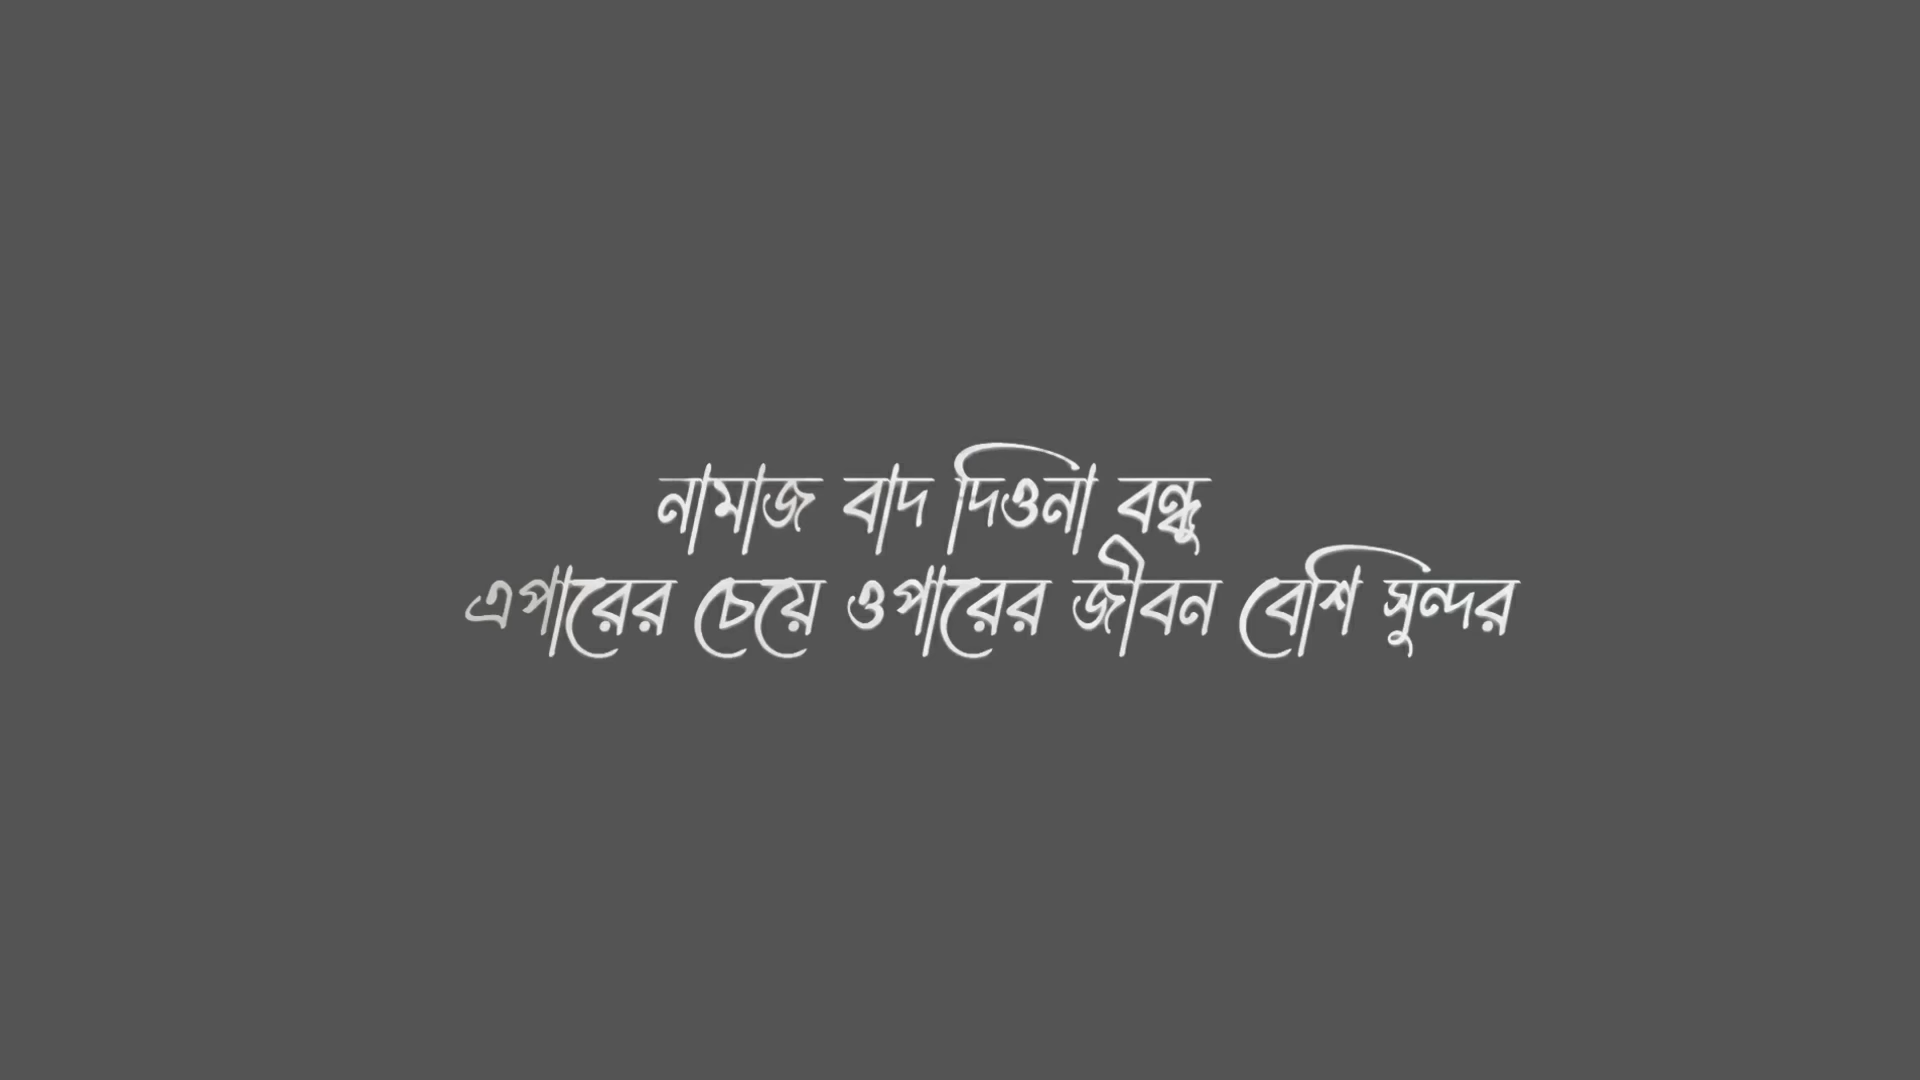 নামাজ বাদ দিওনা বন্ধু
এপারের চেয়ে ওপারের জীবন বেশি সুন্দর